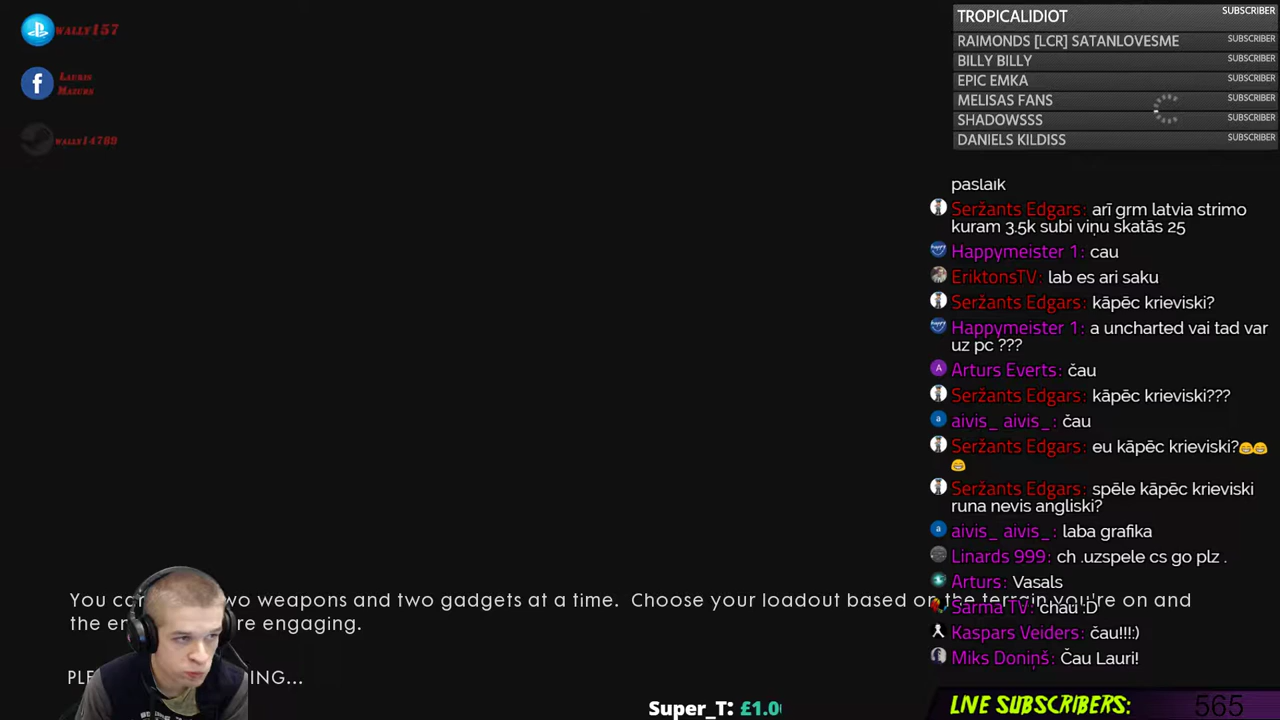 WALLY157
LAURIS
MAZURS
WALLY14789
TROPICALIDIOT SUBSCRIBER
RAIMONDS [LCR] SATANLOVESME SUBSCRIBER
BILLY BILLY SUBSCRIBER
EPIC EMKA SUBSCRIBER
MELISAS FANS SUBSCRIBER
SHADOWSSS SUBSCRIBER
DANIELS KILDISS SUBSCRIBER
paslaik
Seržants Edgars: arī grm latvia strimo
kuram 3.5k subi viņu skatās 25
Happymeister 1: cau
EriktonsTV: lab es ari saku
Seržants Edgars: kāpēc krieviski?
Happymeister 1: a uncharted vai tad var
uz pc ???
Arturs Everts: čau
Seržants Edgars: kāpēc krieviski???
aivis_ aivis_: čau
Seržants Edgars: eu kāpēc krieviski?😂😂
😂
Seržants Edgars: spēle kāpēc krieviski
runa nevis angliski?
aivis_ aivis_: laba grafika
Linards 999: ch .uzspele cs go plz .
Arturs: Vasals
Sarma TV: chau :D
Kaspars Veiders: čau!!!:)
Miks Doniņš: Čau Lauri!
You weapons and two gadgets at a time. Choose your loadout based on the terrain you're on and
the engaging.
Super_T: £1.0
LIVE SUBSCRIBERS: 565